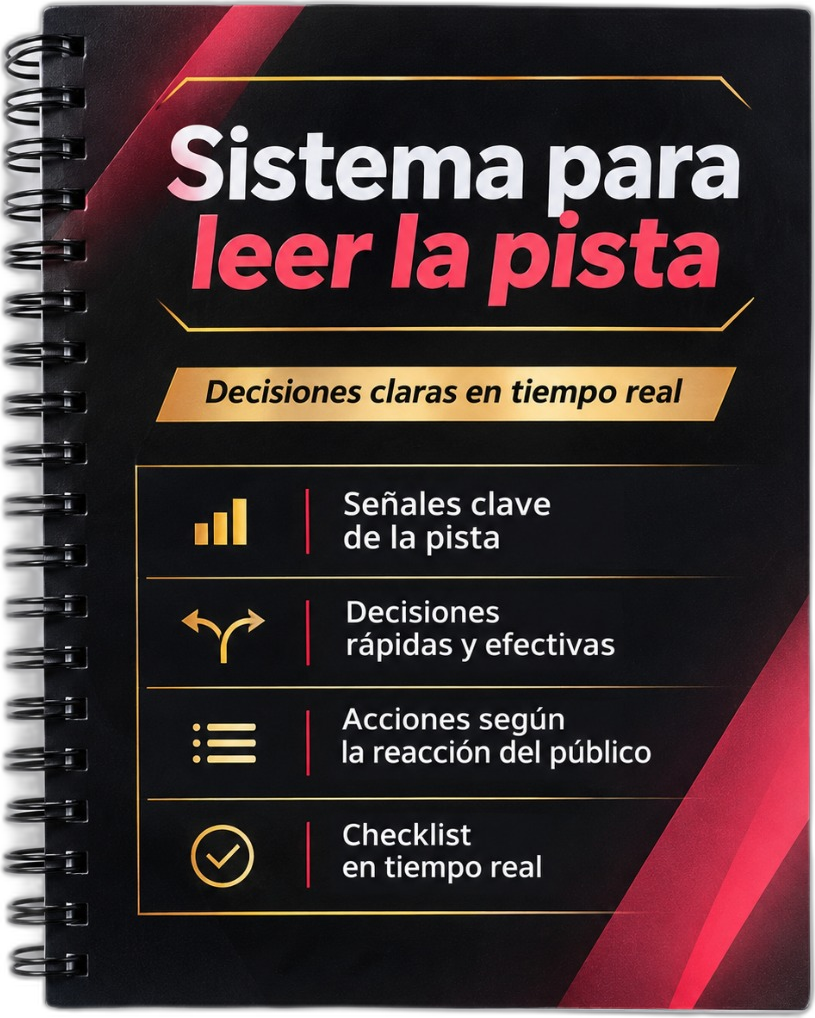 Sistema para
leer la pista
Decisiones claras en tiempo real
Señales clave
de la pista
Decisiones
rápidas y efectivas
Acciones según
la reacción del público
Checklist
en tiempo real